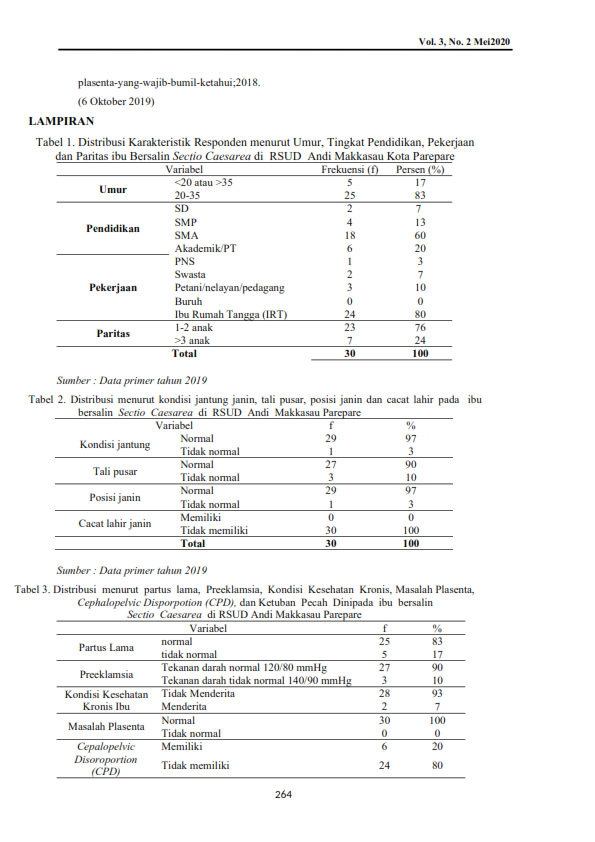 Vol. 3, No. 2 Mei2020
plasenta-yang-wajib-bumil-ketahui;2018.
(6 Oktober 2019)
LAMPIRAN
Tabel 1. Distribusi Karakteristik Responden menurut Umur, Tingkat Pendidikan, Pekerjaan
dan Paritas ibu Bersalin Sectio Caesarea di RSUD Andi Makkasau Kota Parepare
Variabel Frekuensi (f) Persen (%)
Umur <20 atau >35 5 17
20-35 25 83
Pendidikan SD 2 7
SMP 4 13
SMA 18 60
Akademik/PT 6 20
Pekerjaan PNS 1 3
Swasta 2 7
Petani/nelayan/pedagang 3 10
Buruh 0 0
Ibu Rumah Tangga (IRT) 24 80
Paritas 1-2 anak 23 76
>3 anak 7 24
Total 30 100
Sumber : Data primer tahun 2019
Tabel 2. Distribusi menurut kondisi jantung janin, tali pusar, posisi janin dan cacat lahir pada ibu
bersalin Sectio Caesarea di RSUD Andi Makkasau Parepare
Variabel f %
Kondisi jantung Normal 29 97
Tidak normal 1 3
Tali pusar Normal 27 90
Tidak normal 3 10
Posisi janin Normal 29 97
Tidak normal 1 3
Cacat lahir janin Memiliki 0 0
Tidak memiliki 30 100
Total 30 100
Sumber : Data primer tahun 2019
Tabel 3. Distribusi menurut partus lama, Preeklamsia, Kondisi Kesehatan Kronis, Masalah Plasenta,
Cephalopelvic Disporpotion (CPD), dan Ketuban Pecah Dinipada ibu bersalin
Sectio Caesarea di RSUD Andi Makkasau Parepare
Variabel f %
Partus Lama normal 25 83
tidak normal 5 17
Preeklamsia Tekanan darah normal 120/80 mmHg 27 90
Tekanan darah tidak normal 140/90 mmHg 3 10
Kondisi Kesehatan Kronis Ibu Tidak Menderita 28 93
Menderita 2 7
Masalah Plasenta Normal 30 100
Tidak normal 0 0
Cepalopelvic Disoroportion (CPD) Memiliki 6 20
Tidak memiliki 24 80
264